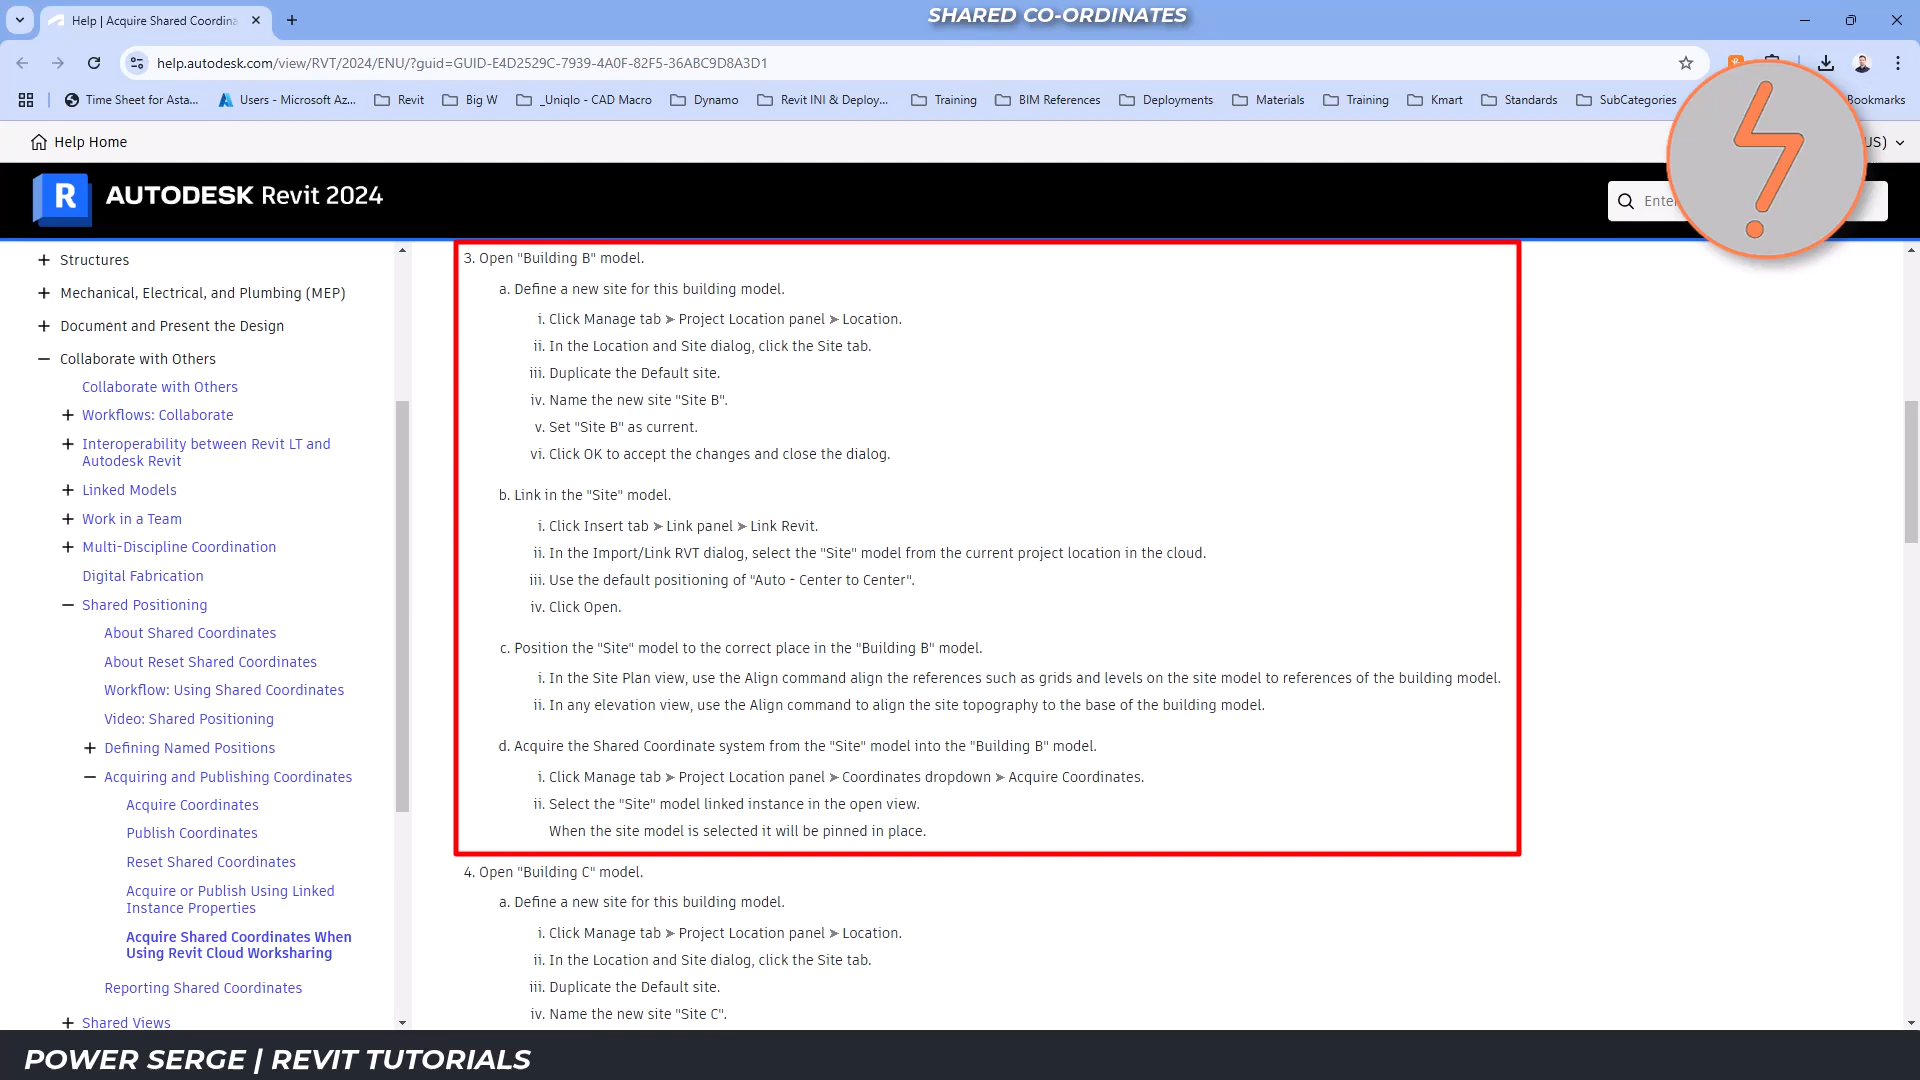 SHARED CO-ORDINATES
Help | Acquire Shared Coordina
help.autodesk.com/view/RVT/2024/ENU/?guid=GUID-E4D2529C-7939-4A0F-82F5-36ABC9D8A3D1
Time Sheet for Asta... Users - Microsoft Az... Revit Big W _Uniqlo - CAD Macro Dynamo Revit INI & Deploy... Training BIM References Deployments Materials Training Kmart Standards SubCategories Bookmarks
Help Home
US)
R AUTODESK Revit 2024
Enter
Structures
Mechanical, Electrical, and Plumbing (MEP)
Document and Present the Design
Collaborate with Others
Collaborate with Others
Workflows: Collaborate
Interoperability between Revit LT and
Autodesk Revit
Linked Models
Work in a Team
Multi-Discipline Coordination
Digital Fabrication
Shared Positioning
About Shared Coordinates
About Reset Shared Coordinates
Workflow: Using Shared Coordinates
Video: Shared Positioning
Defining Named Positions
Acquiring and Publishing Coordinates
Acquire Coordinates
Publish Coordinates
Reset Shared Coordinates
Acquire or Publish Using Linked
Instance Properties
Acquire Shared Coordinates When
Using Revit Cloud Worksharing
Reporting Shared Coordinates
Shared Views
3. Open "Building B" model.
a. Define a new site for this building model.
i. Click Manage tab ➤ Project Location panel ➤ Location.
ii. In the Location and Site dialog, click the Site tab.
iii. Duplicate the Default site.
iv. Name the new site "Site B".
v. Set "Site B" as current.
vi. Click OK to accept the changes and close the dialog.
b. Link in the "Site" model.
i. Click Insert tab ➤ Link panel ➤ Link Revit.
ii. In the Import/Link RVT dialog, select the "Site" model from the current project location in the cloud.
iii. Use the default positioning of "Auto - Center to Center".
iv. Click Open.
c. Position the "Site" model to the correct place in the "Building B" model.
i. In the Site Plan view, use the Align command align the references such as grids and levels on the site model to references of the building model.
ii. In any elevation view, use the Align command to align the site topography to the base of the building model.
d. Acquire the Shared Coordinate system from the "Site" model into the "Building B" model.
i. Click Manage tab ➤ Project Location panel ➤ Coordinates dropdown ➤ Acquire Coordinates.
ii. Select the "Site" model linked instance in the open view.
When the site model is selected it will be pinned in place.
4. Open "Building C" model.
a. Define a new site for this building model.
i. Click Manage tab ➤ Project Location panel ➤ Location.
ii. In the Location and Site dialog, click the Site tab.
iii. Duplicate the Default site.
iv. Name the new site "Site C".
POWER SERGE | REVIT TUTORIALS